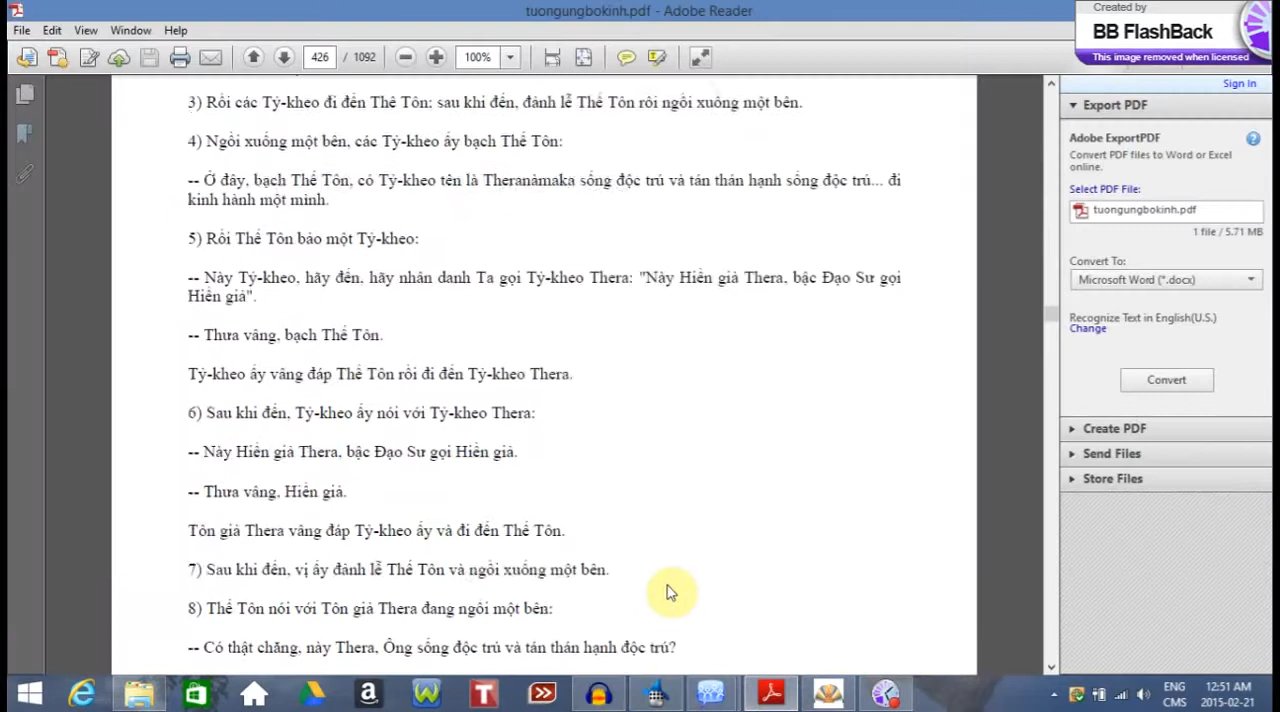 tuongungbokinh.pdf - Adobe Reader
Created by
BB FlashBack
This image removed when licensed
File Edit View Window Help
426 / 1092 100%
Sign In
3) Rồi các Tỷ-kheo đi đến Thế Tôn; sau khi đến, đảnh lễ Thế Tôn rồi ngồi xuống một bên.
4) Ngồi xuống một bên, các Tỷ-kheo ấy bạch Thế Tôn:
-- Ở đây, bạch Thế Tôn, có Tỷ-kheo tên là Theranàmaka sống độc trú và tán thán hạnh sống độc trú... đi
kinh hành một mình.
5) Rồi Thế Tôn bảo một Tỷ-kheo:
-- Này Tỷ-kheo, hãy đến, hãy nhân danh Ta gọi Tỷ-kheo Thera: "Này Hiền giả Thera, bậc Đạo Sư gọi
Hiền giả".
-- Thưa vâng, bạch Thế Tôn.
Tỷ-kheo ấy vâng đáp Thế Tôn rồi đi đến Tỷ-kheo Thera.
6) Sau khi đến, Tỷ-kheo ấy nói với Tỷ-kheo Thera:
-- Này Hiền giả Thera, bậc Đạo Sư gọi Hiền giả.
-- Thưa vâng, Hiền giả.
Tôn giả Thera vâng đáp Tỷ-kheo ấy và đi đến Thế Tôn.
7) Sau khi đến, vị ấy đảnh lễ Thế Tôn và ngồi xuống một bên.
8) Thế Tôn nói với Tôn giả Thera đang ngồi một bên:
-- Có thật chăng, này Thera, Ông sống độc trú và tán thán hạnh độc trú?
Export PDF
Adobe ExportPDF
Convert PDF files to Word or Excel
online.
Select PDF File:
tuongungbokinh.pdf
1 file / 5.71 MB
Convert To:
Microsoft Word (*.docx)
Recognize Text in English(U.S.)
Change
Convert
Create PDF
Send Files
Store Files
ENG 12:51 AM
CMS 2015-02-21